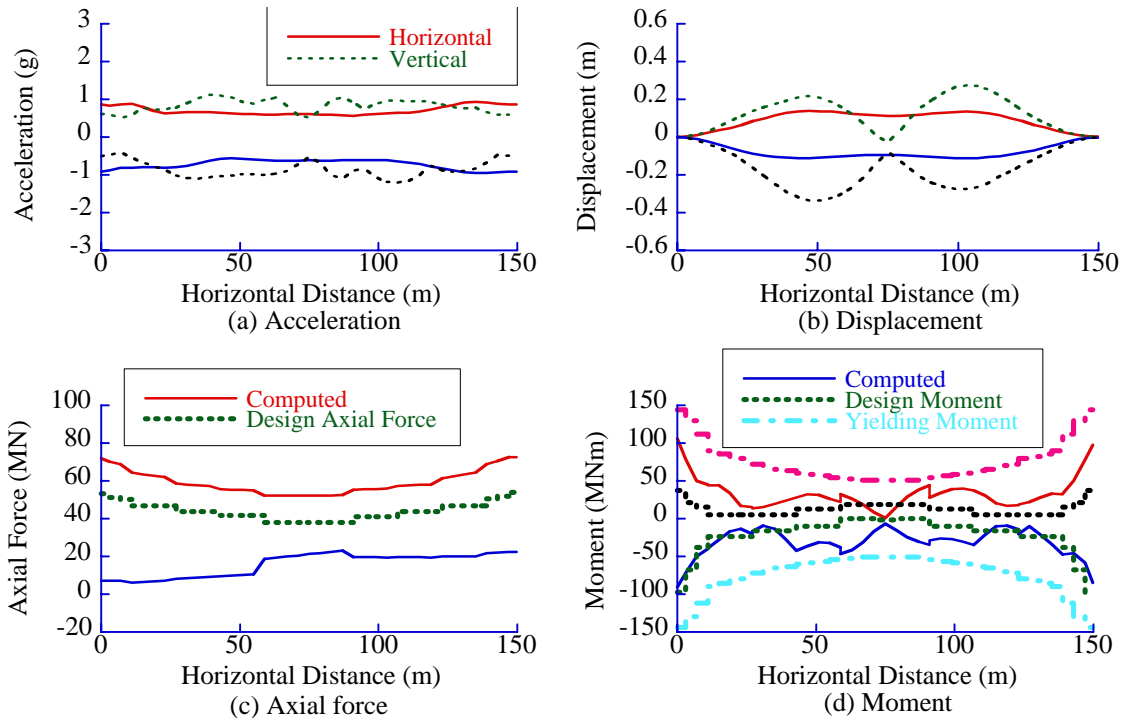 3
2
1
0
-1
-2
-3
Acceleration (g)
Horizontal
Vertical
0
50
100
150
Horizontal Distance (m)
(a) Acceleration
0.6
0.4
0.2
0
-0.2
-0.4
-0.6
Displacement (m)
0
50
100
150
Horizontal Distance (m)
(b) Displacement
Computed
Design Axial Force
100
80
60
40
20
0
-20
Axial Force (MN)
0
50
100
150
Horizontal Distance (m)
(c) Axial force
Computed
Design Moment
Yielding Moment
150
100
50
0
-50
-100
-150
Moment (MNm)
0
50
100
150
Horizontal Distance (m)
(d) Moment